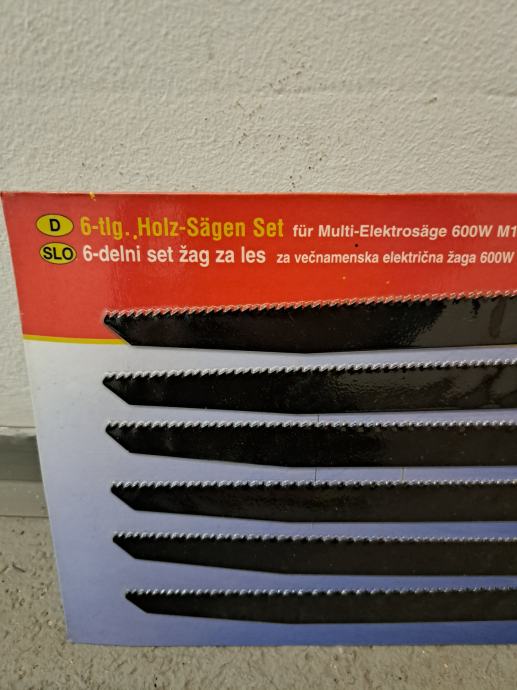 D 6-tlg. Holz-Sägen Set für Multi-Elektrosäge 600W M1
SLO 6-delni set žag za les za večnamenska električna žaga 600W